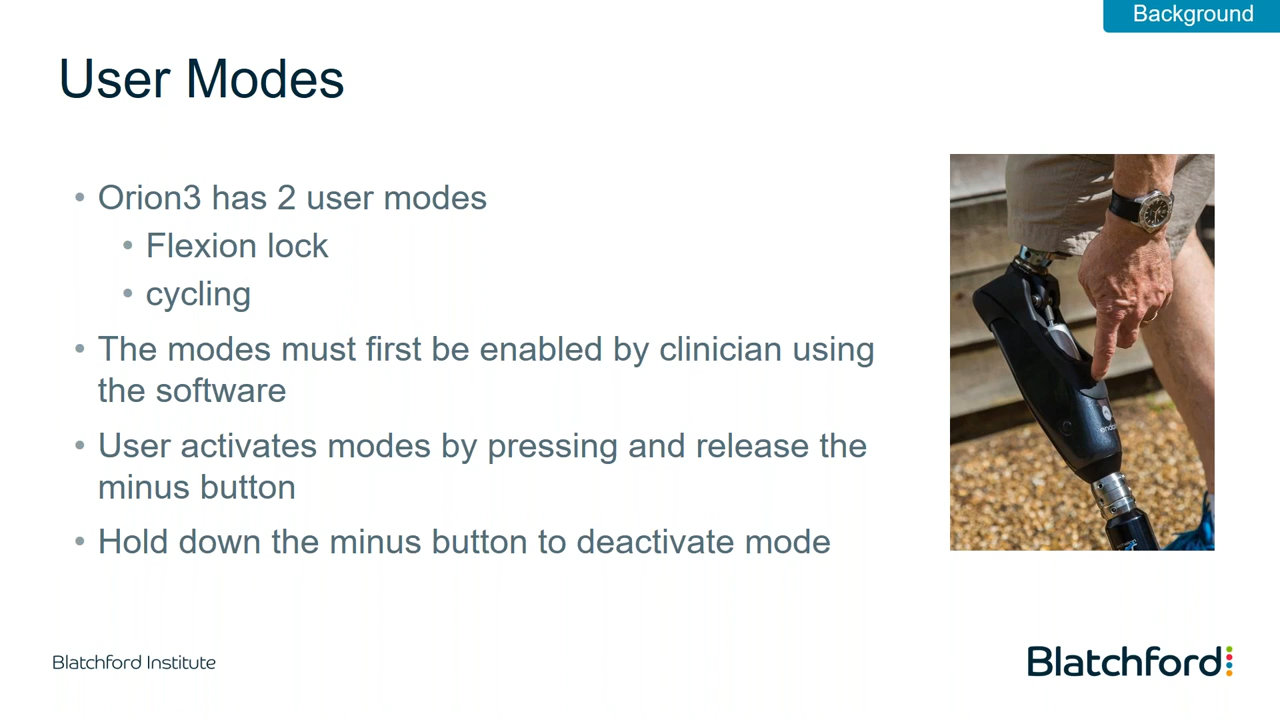 Background
User Modes
• Orion3 has 2 user modes
• Flexion lock
• cycling
• The modes must first be enabled by clinician using
the software
• User activates modes by pressing and release the
minus button
• Hold down the minus button to deactivate mode
Blatchford Institute
Blatchford